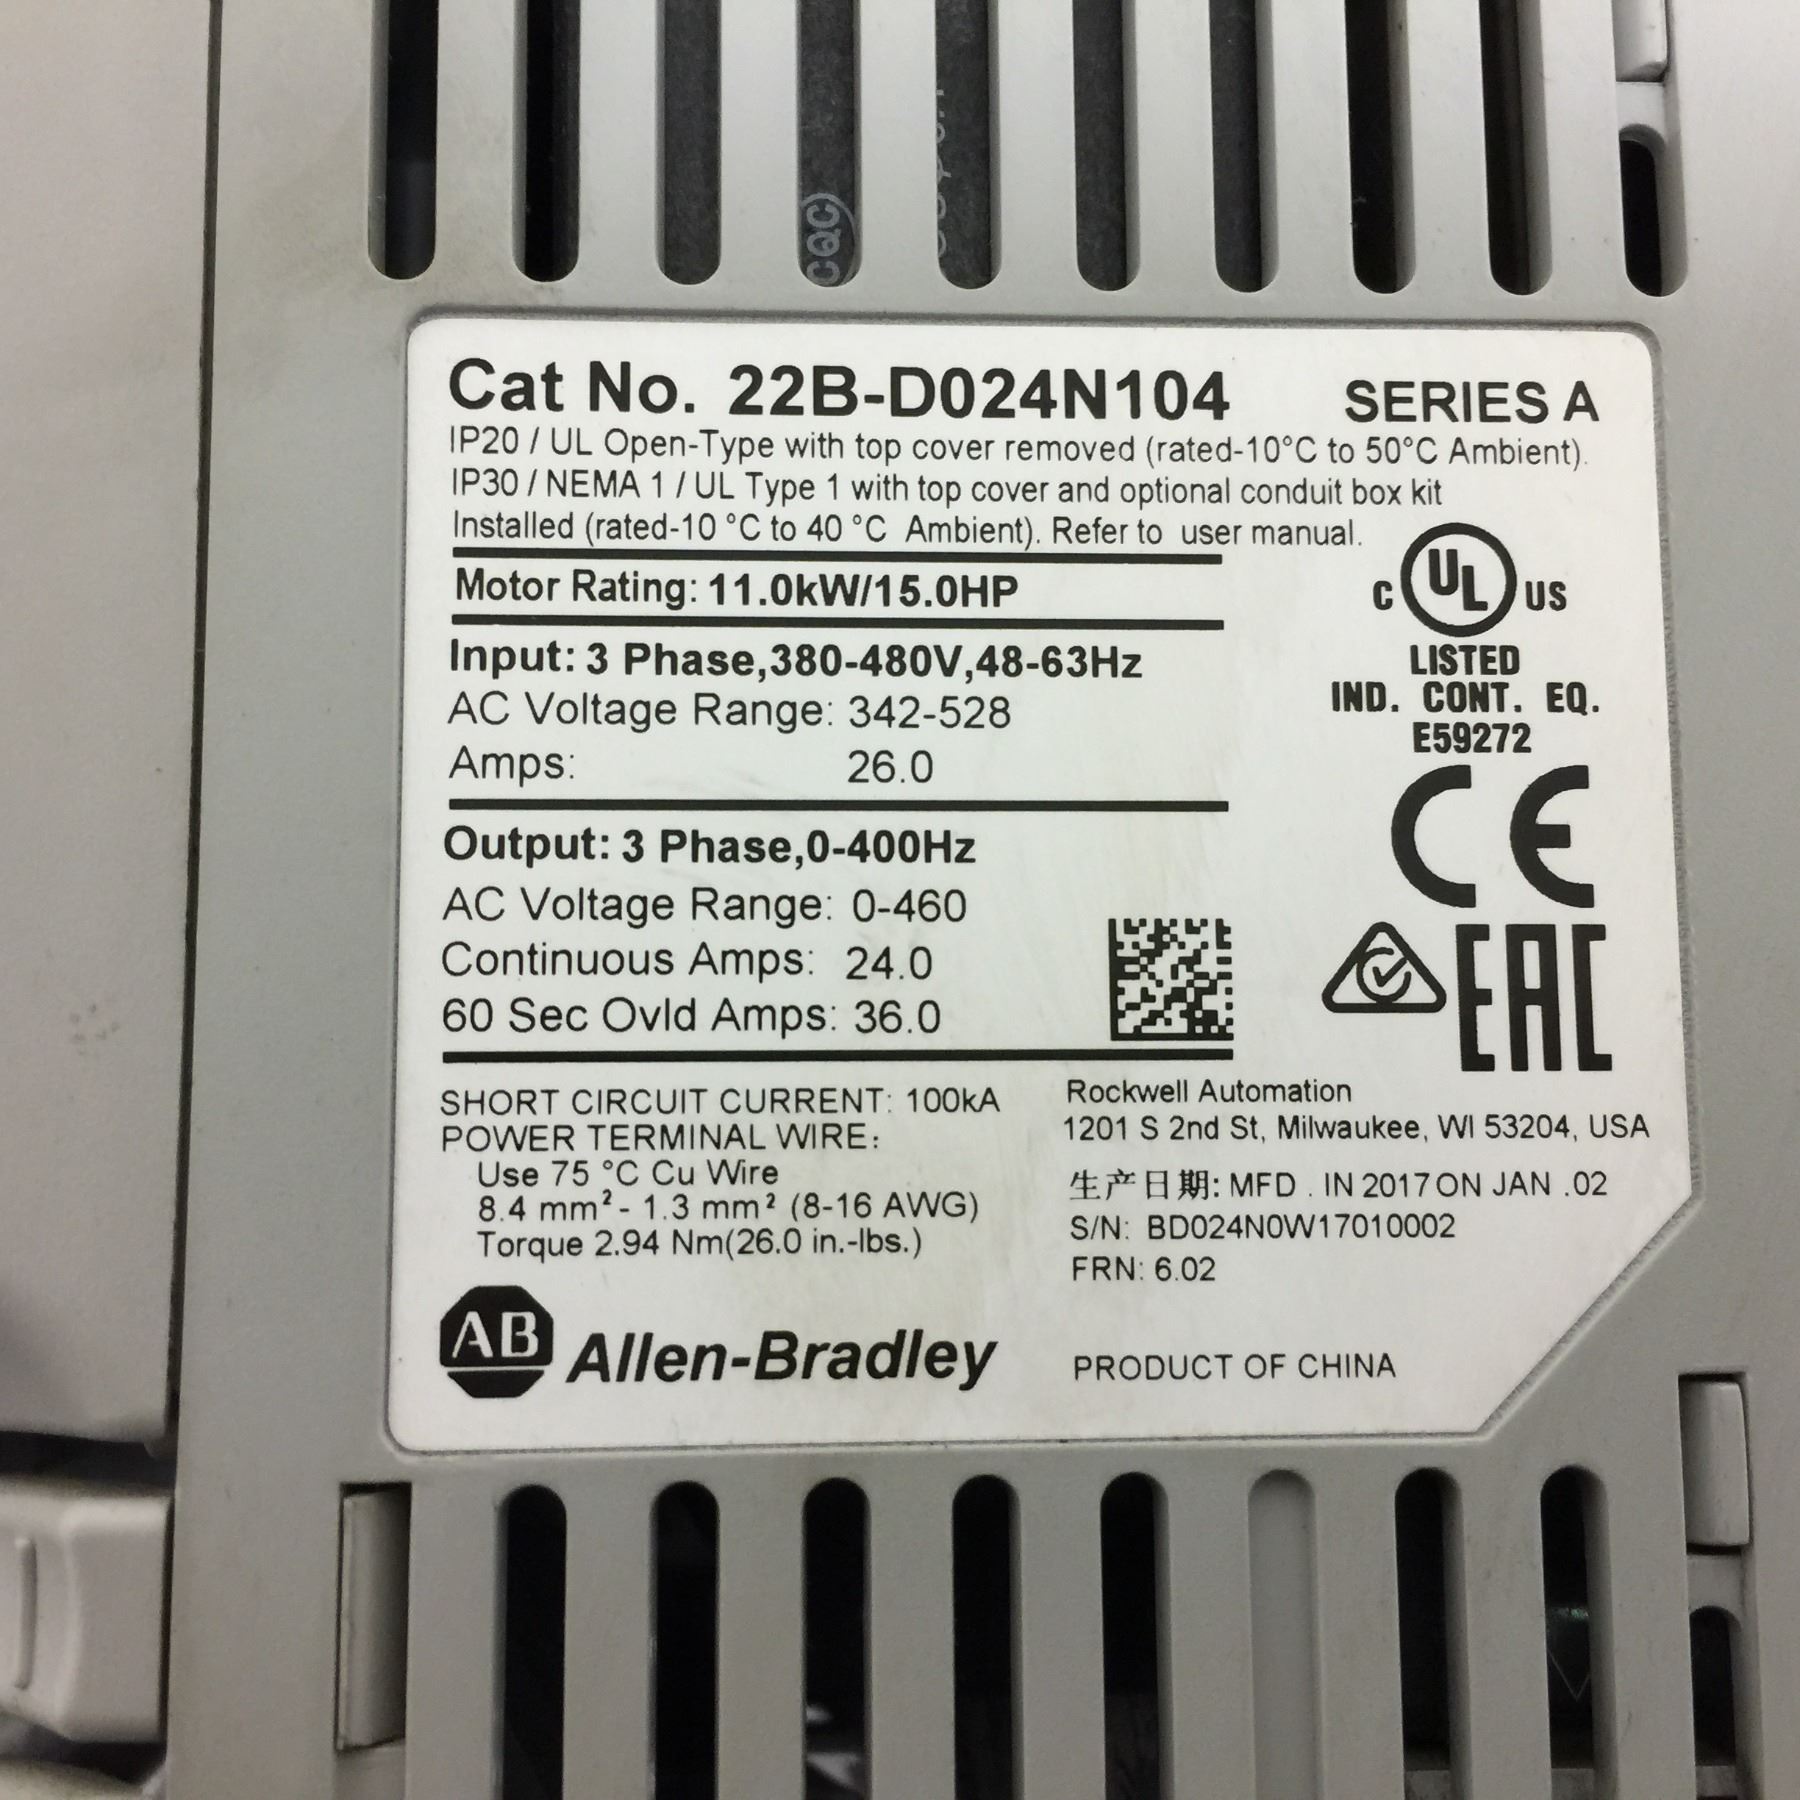 CQC
Cat No. 22B-D024N104 SERIES A
IP20 / UL Open-Type with top cover removed (rated-10°C to 50°C Ambient).
IP30 / NEMA 1 / UL Type 1 with top cover and optional conduit box kit
Installed (rated-10 °C to 40 °C Ambient). Refer to user manual.
Motor Rating: 11.0kW/15.0HP
C UL US
LISTED
IND. CONT. EQ.
E59272
Input: 3 Phase,380-480V,48-63Hz
AC Voltage Range: 342-528
Amps: 26.0
CE
Output: 3 Phase,0-400Hz
AC Voltage Range: 0-460
Continuous Amps: 24.0
60 Sec Ovld Amps: 36.0
EAC
SHORT CIRCUIT CURRENT: 100kA
POWER TERMINAL WIRE:
Use 75 °C Cu Wire
8.4 mm² - 1.3 mm² (8-16 AWG)
Torque 2.94 Nm(26.0 in.-lbs.)
Rockwell Automation
1201 S 2nd St, Milwaukee, WI 53204, USA
生产日期: MFD . IN 2017 ON JAN .02
S/N: BD024N0W17010002
FRN: 6.02
AB Allen-Bradley
PRODUCT OF CHINA